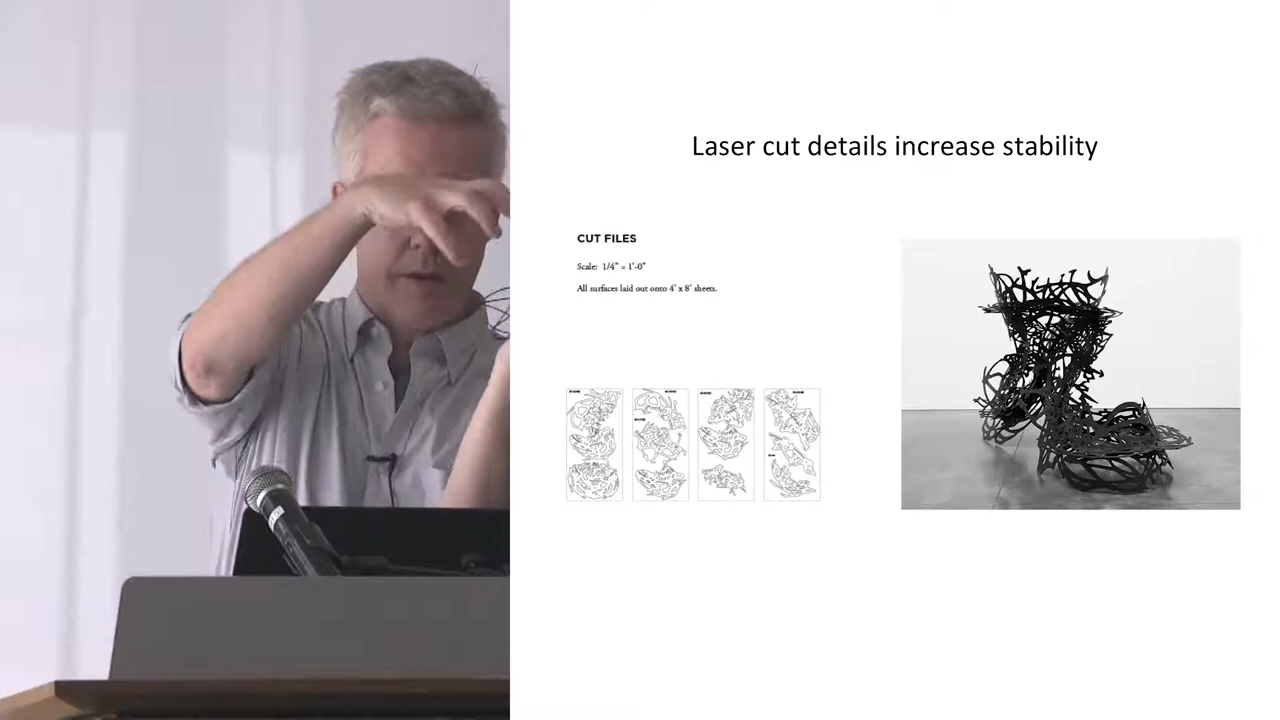 Laser cut details increase stability
CUT FILES
Scale: 1/4" = 1'-0"
All surfaces laid out onto 4' x 8' sheets.